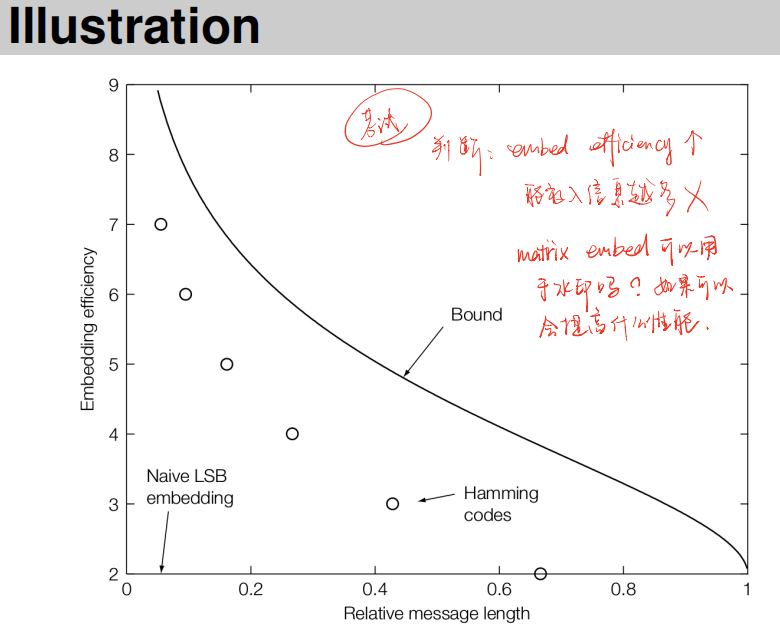 Illustration
9
8
7
6
5
4
3
2
0
0.2
0.4
0.6
0.8
1
Embedding efficiency
Relative message length
Bound
Naive LSB
embedding
Hamming
codes
考试
判断: embed efficiency ↑
能嵌入信息越多 ✗
matrix embed 可以用
于水印吗? 如果可以
会提高什么性能.